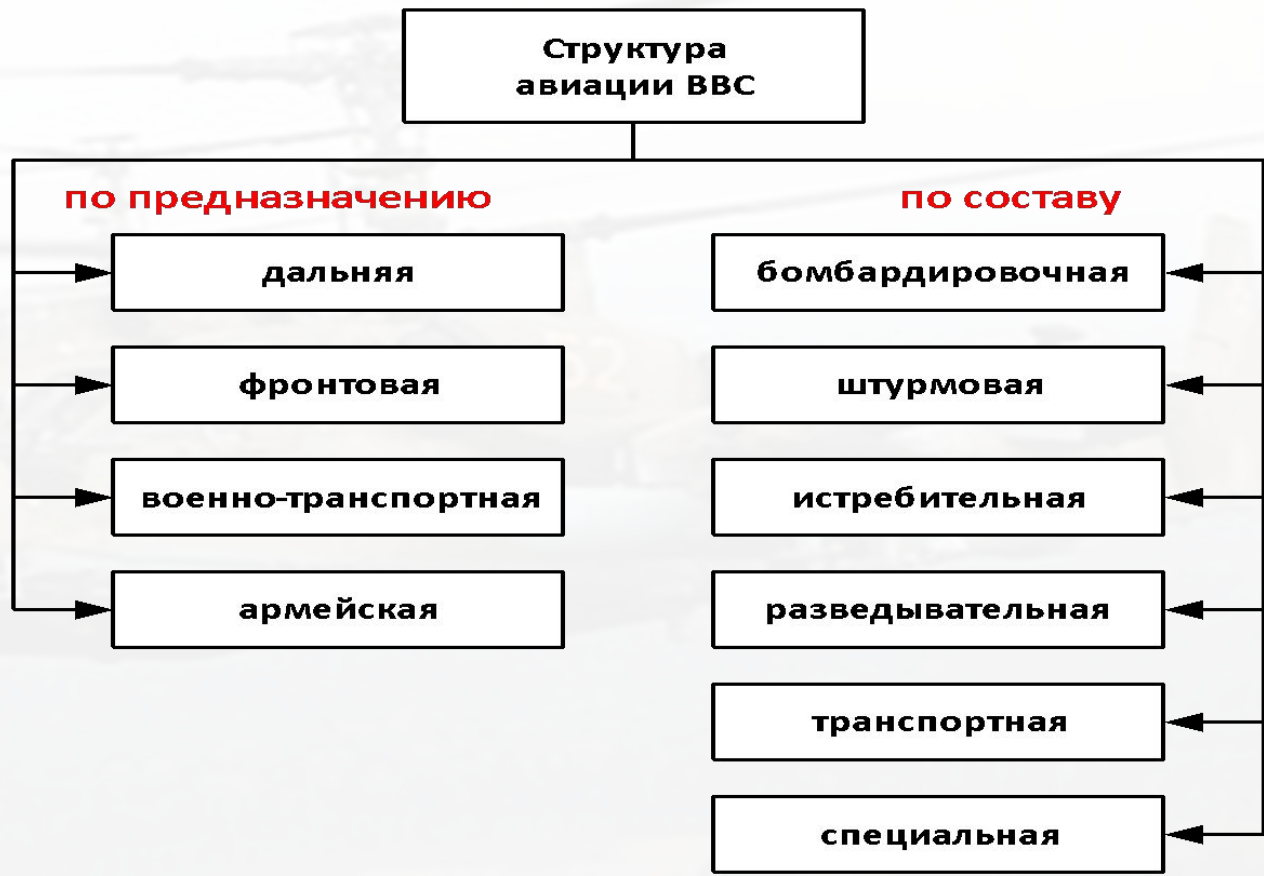 Структура
авиации ВВС
по предназначению
дальняя
фронтовая
военно-транспортная
армейская
по составу
бомбардировочная
штурмовая
истребительная
разведывательная
транспортная
специальная